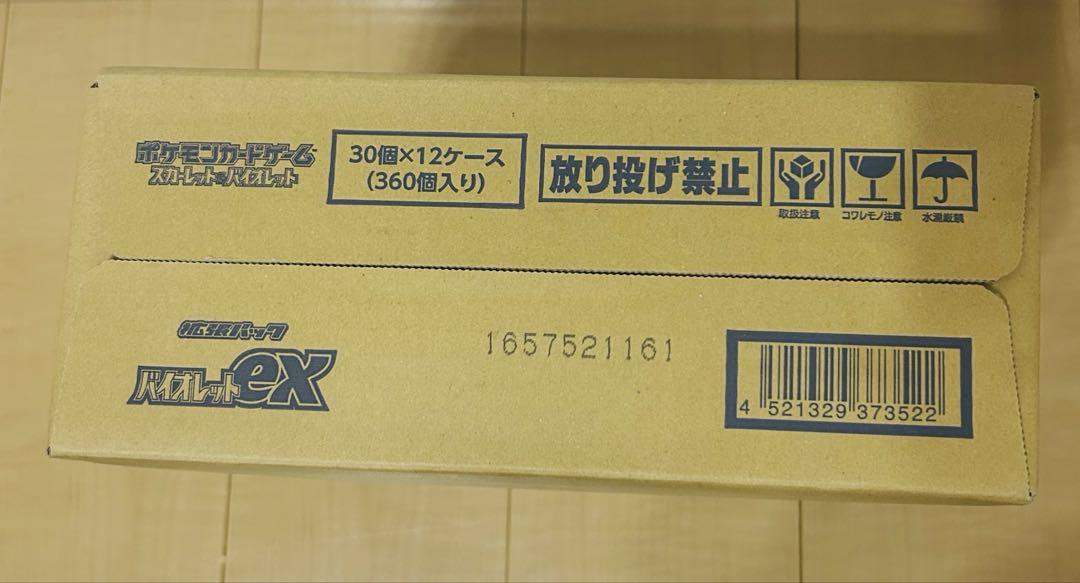 ポケモンカードゲーム
スカーレット&バイオレット
30個×12ケース
(360個入り)
放り投げ禁止
取扱注意
コワレモノ注意
水濡厳禁
拡張パック
バイオレットex
1657521161
4 521329 373522